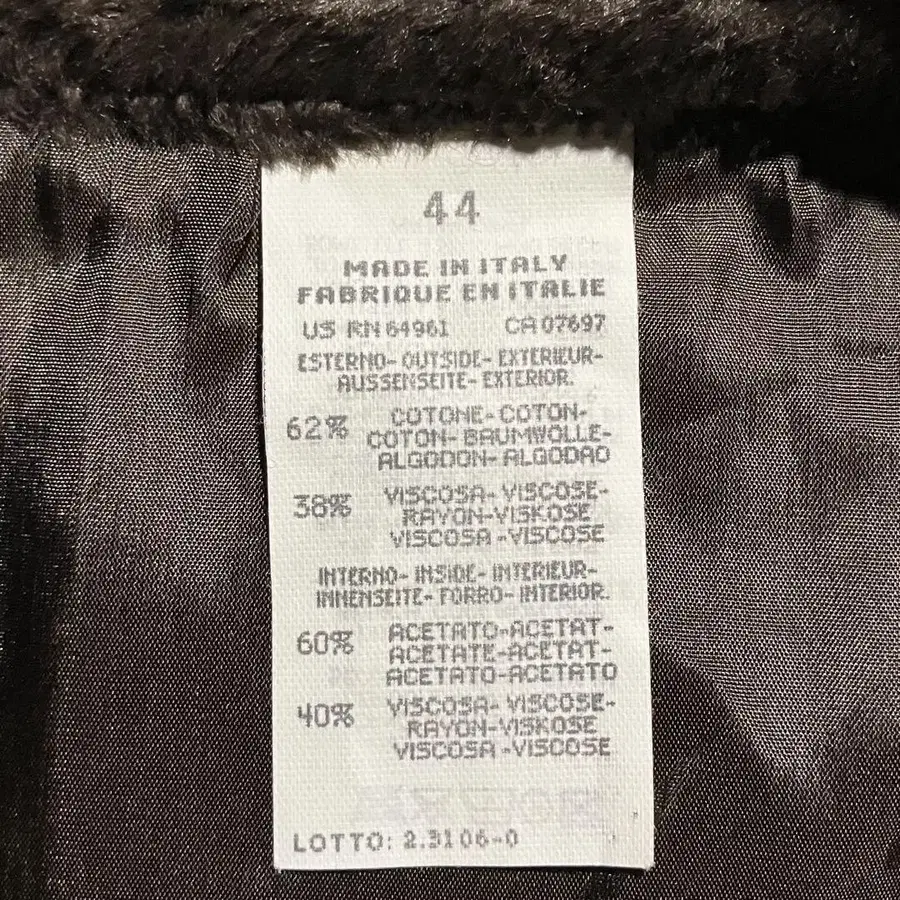 44
MADE IN ITALY
FABRIQUE EN ITALIE
US RN 64961 CA 07697
ESTERNO-OUTSIDE-EXTERIEUR-
AUSSENSEITE-EXTERIOR.
62% COTONE-COTON-
COTON-BAUMWOLLE-
ALGODON-ALGODAO
38% VISCOSA-VISCOSE-
RAYON-VISKOSE
VISCOSA-VISCOSE
INTERNO-INSIDE-INTERIEUR-
INNENSEITE-FORRO-INTERIOR.
60% ACETATO-ACETAT-
ACETATE-ACETAT-
ACETATO-ACETATO
40% VISCOSA-VISCOSE-
RAYON-VISKOSE
VISCOSA-VISCOSE
LOTTO: 2.3106-0